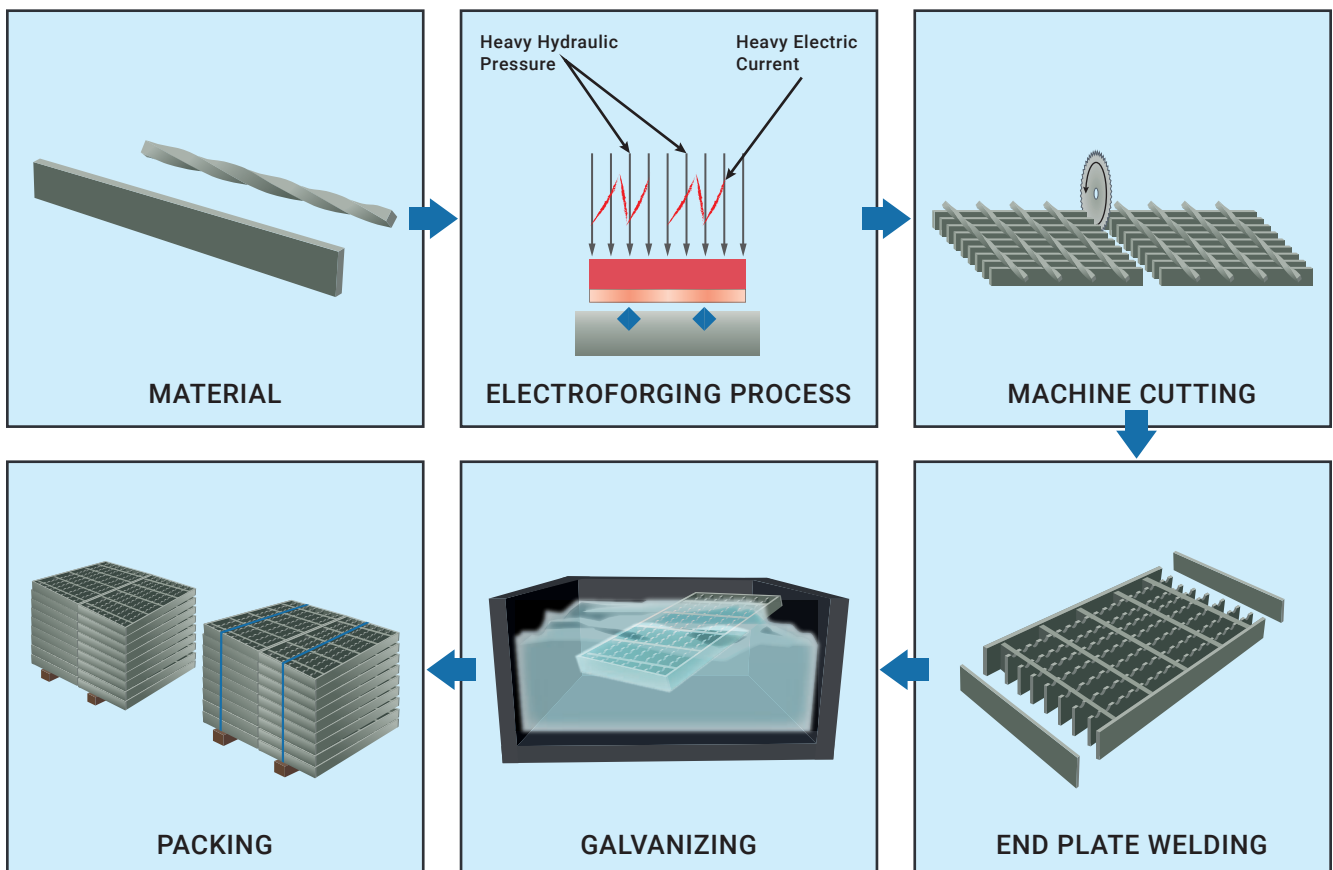 Heavy Hydraulic
Pressure
Heavy Electric
Current
MATERIAL
ELECTROFORGING PROCESS
MACHINE CUTTING
PACKING
GALVANIZING
END PLATE WELDING